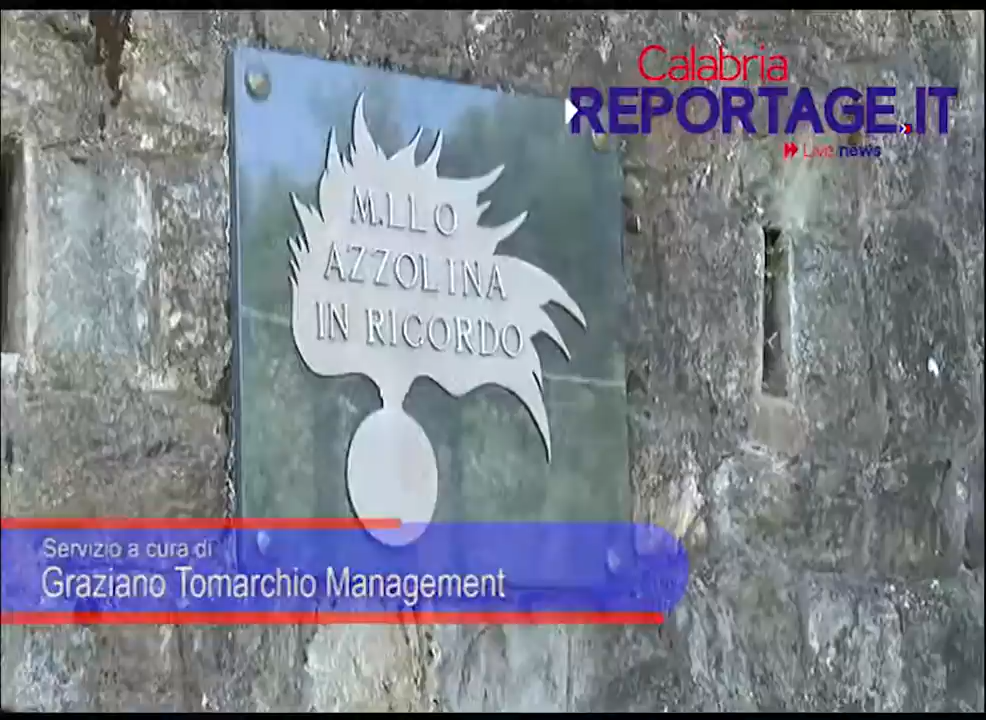 Calabria
REPORTAGE.IT
Live news
M.LLO
AZZOLINA
IN RICORDO
Servizio a cura di
Graziano Tomarchio Management